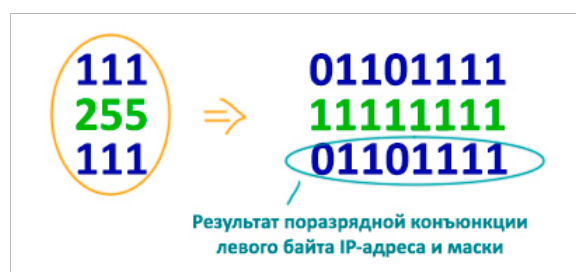 111 01101111
255 ⇒ 11111111
111 01101111
Результат поразрядной конъюнкции
левого байта IP-адреса и маски